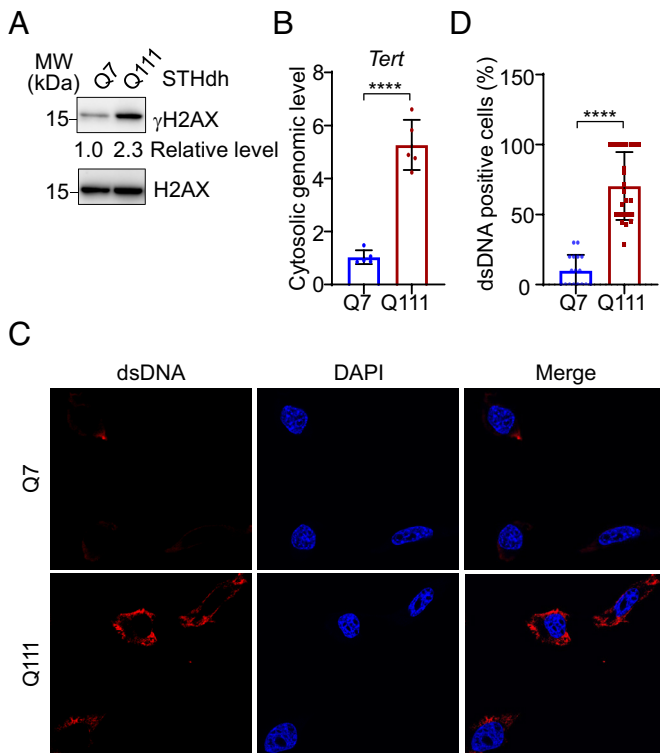 A
MW
(kDa)
Q7
Q111
STHdh
15
γH2AX
1.0 2.3 Relative level
15
H2AX
B
Tert
8
6
4
2
0
Cytosolic genomic level
****
Q7 Q111
D
150
100
50
0
dsDNA positive cells (%)
****
Q7 Q111
C
dsDNA DAPI Merge
Q7
Q111